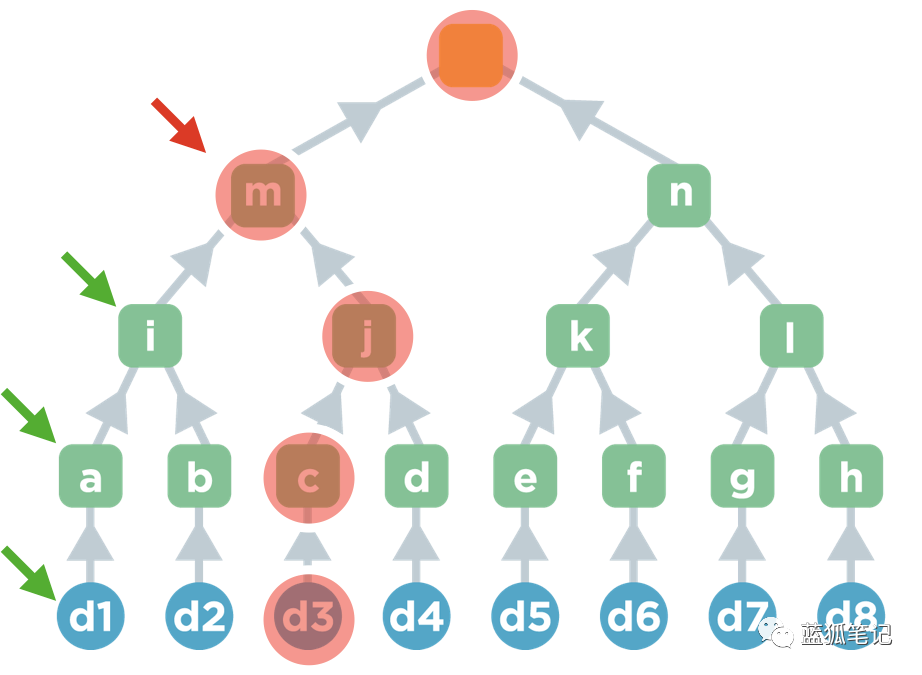 m n
i j k l
a b c d e f g h
d1 d2 d3 d4 d5 d6 d7 d8
蓝狐笔记